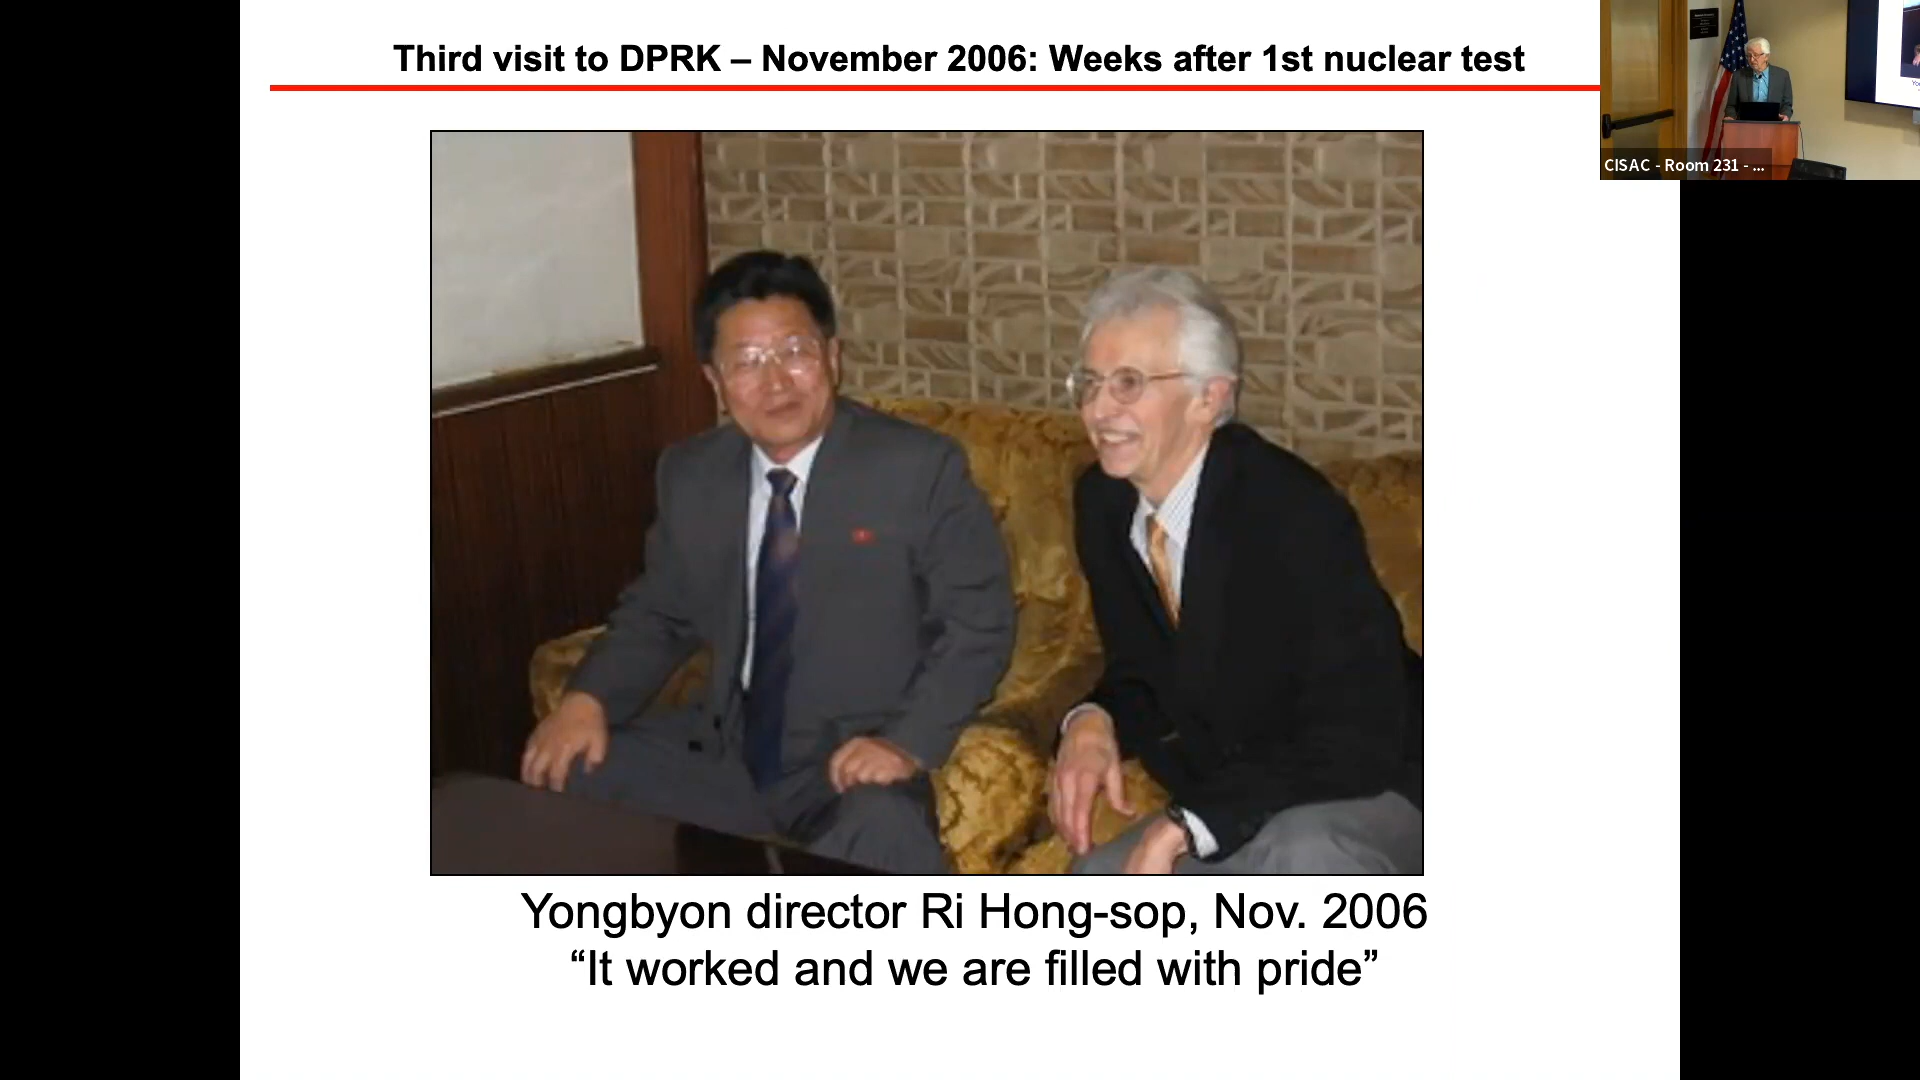 Third visit to DPRK – November 2006: Weeks after 1st nuclear test
CISAC - Room 231 - ...
Yongbyon director Ri Hong-sop, Nov. 2006
“It worked and we are filled with pride”